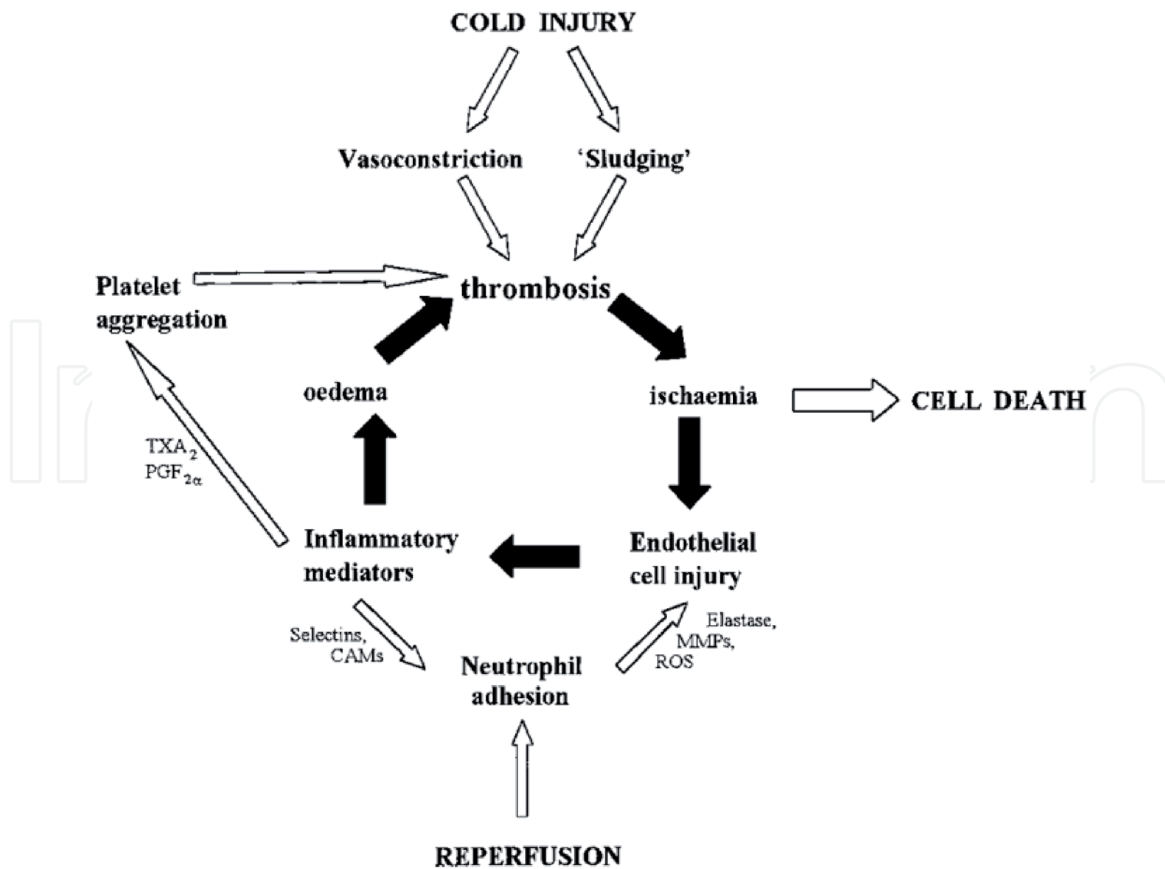 COLD INJURY
Vasoconstriction
'Sludging'
Platelet
aggregation
thrombosis
oedema
ischaemia
CELL DEATH
TXA2
PGF2α
Inflammatory
mediators
Endothelial
cell injury
Selectins,
CAMs
Elastase,
MMPs,
ROS
Neutrophil
adhesion
REPERFUSION